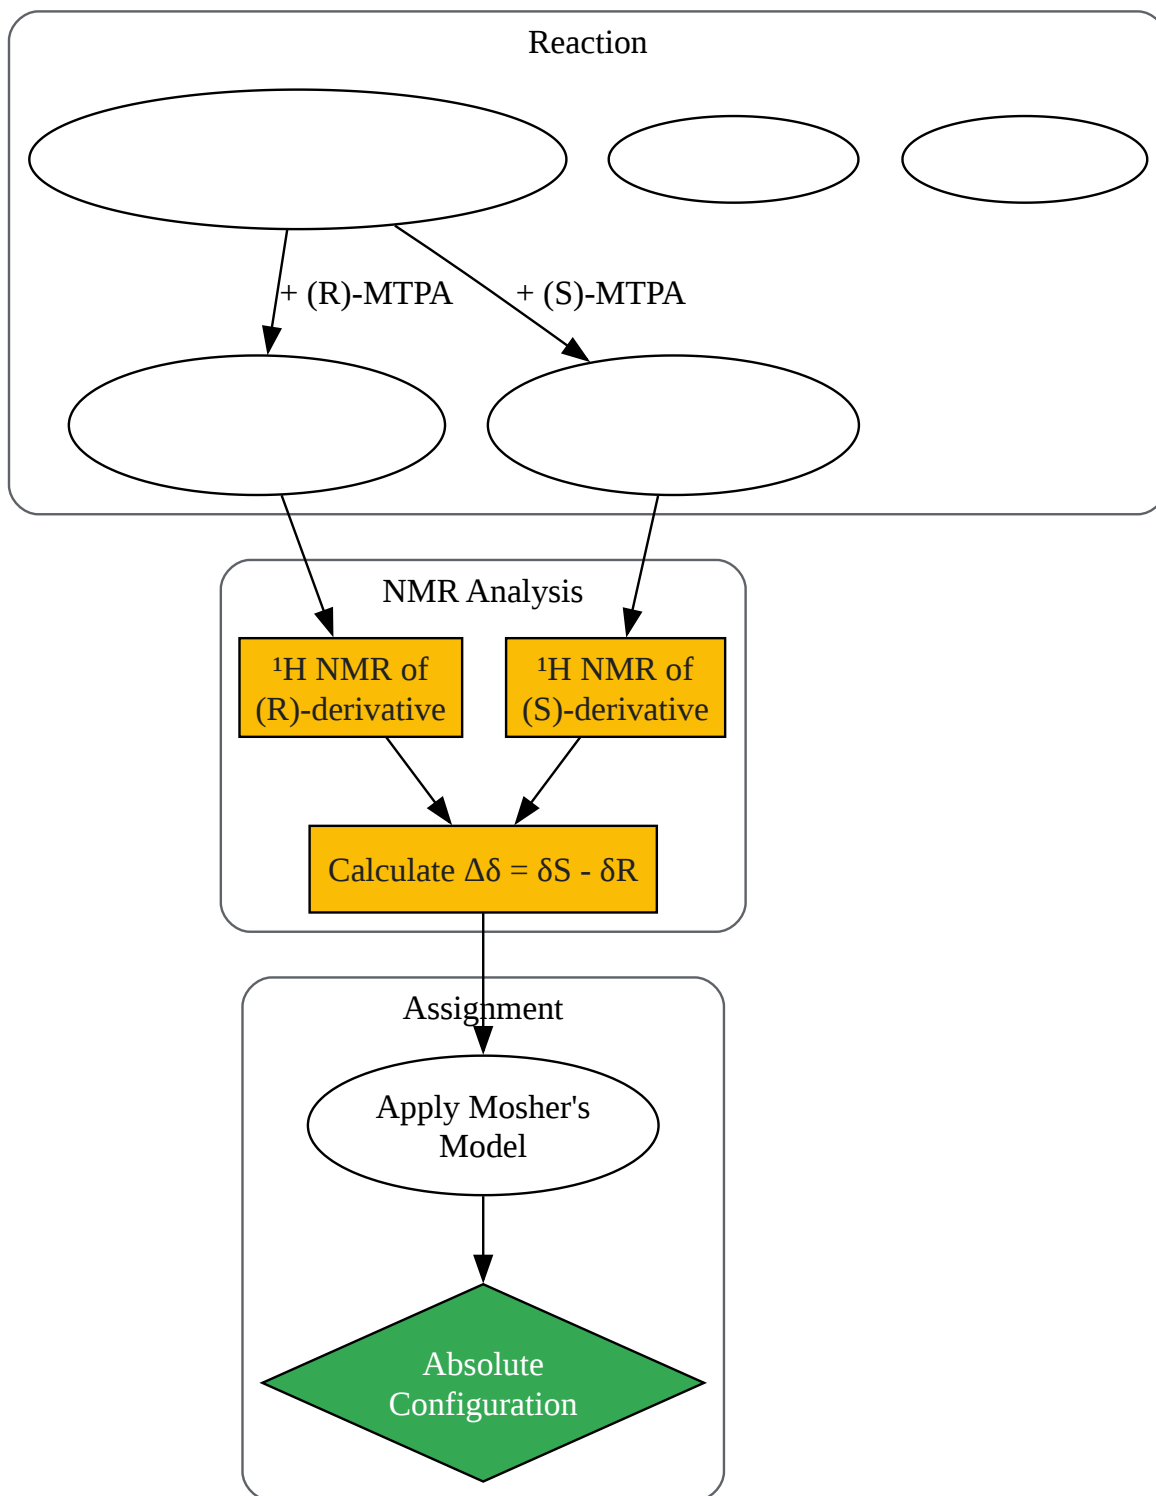 Reaction
+ (R)-MTPA
+ (S)-MTPA
NMR Analysis
¹H NMR of
(R)-derivative
¹H NMR of
(S)-derivative
Calculate Δδ = δS - δR
Assignment
Apply Mosher's
Model
Absolute
Configuration